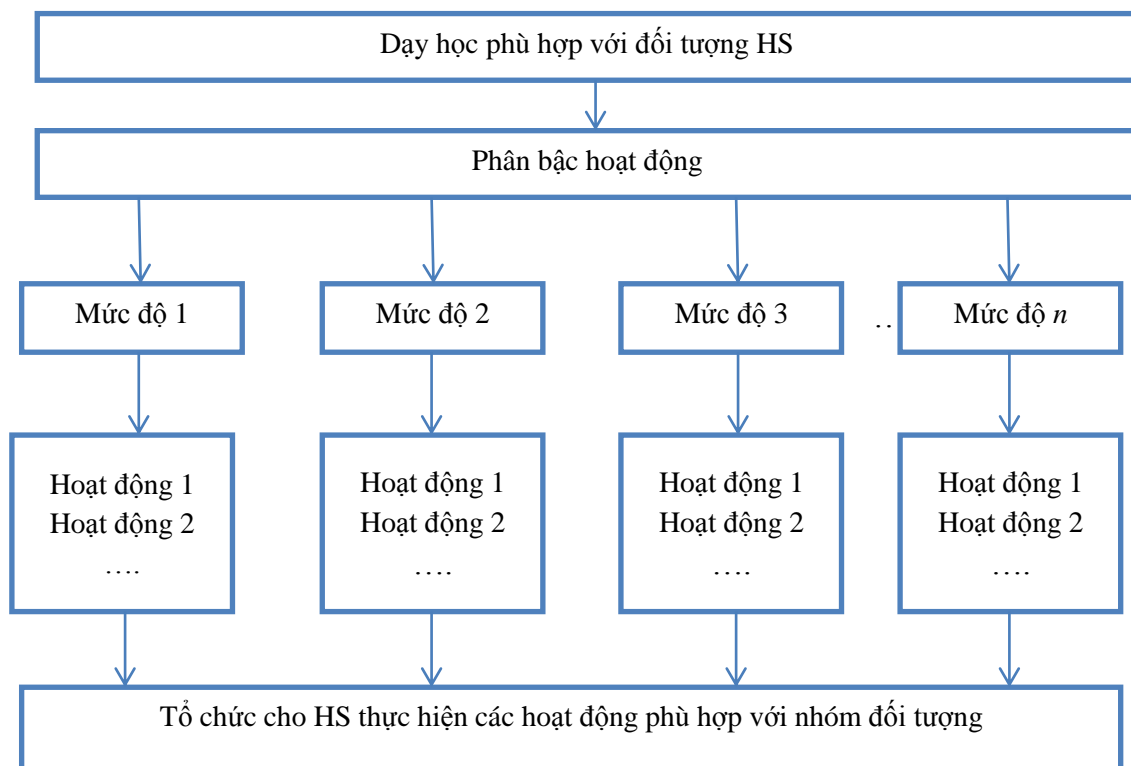 Dạy học phù hợp với đối tượng HS
Phân bậc hoạt động
Mức độ 1
Mức độ 2
Mức độ 3
..
Mức độ n
Hoạt động 1
Hoạt động 2
….
Hoạt động 1
Hoạt động 2
….
Hoạt động 1
Hoạt động 2
….
Hoạt động 1
Hoạt động 2
….
Tổ chức cho HS thực hiện các hoạt động phù hợp với nhóm đối tượng